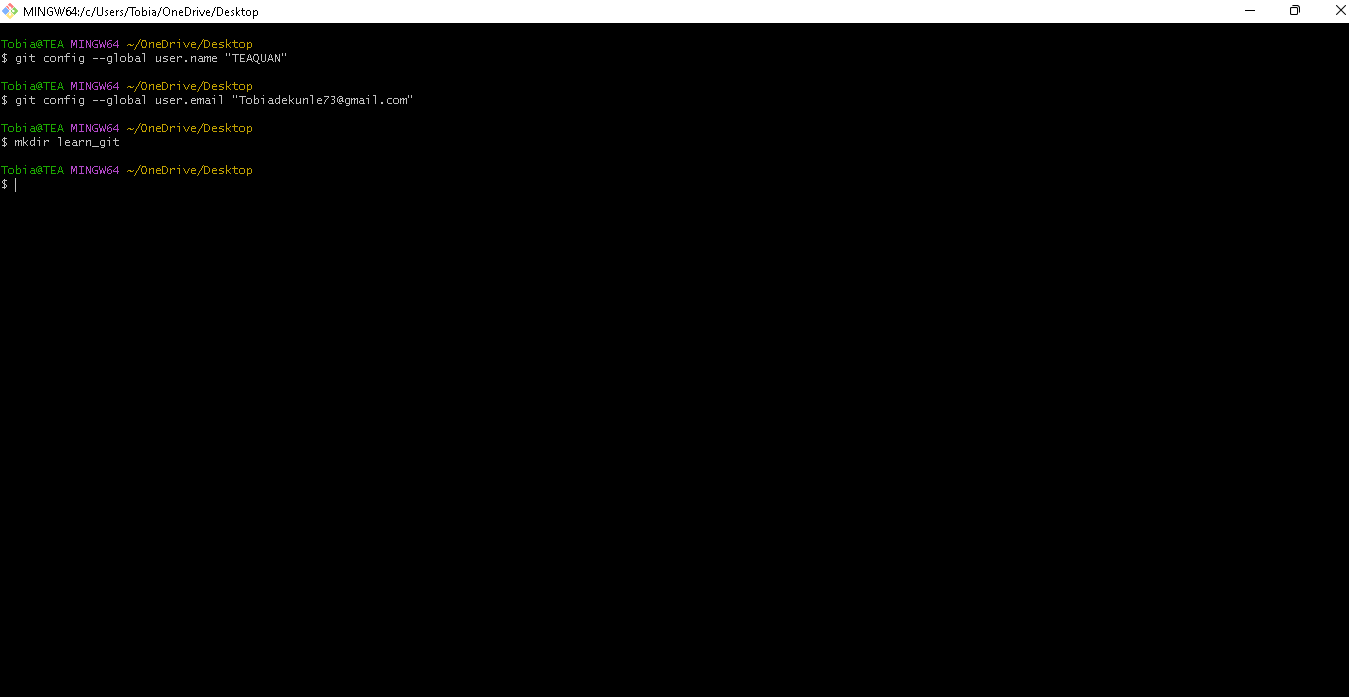 MINGW64:/c/Users/Tobia/OneDrive/Desktop
Tobia@TEA MINGW64 ~/OneDrive/Desktop
$ git config --global user.name "TEAQUAN"
Tobia@TEA MINGW64 ~/OneDrive/Desktop
$ git config --global user.email "Tobiadekunle73@gmail.com"
Tobia@TEA MINGW64 ~/OneDrive/Desktop
$ mkdir learn_git
Tobia@TEA MINGW64 ~/OneDrive/Desktop
$